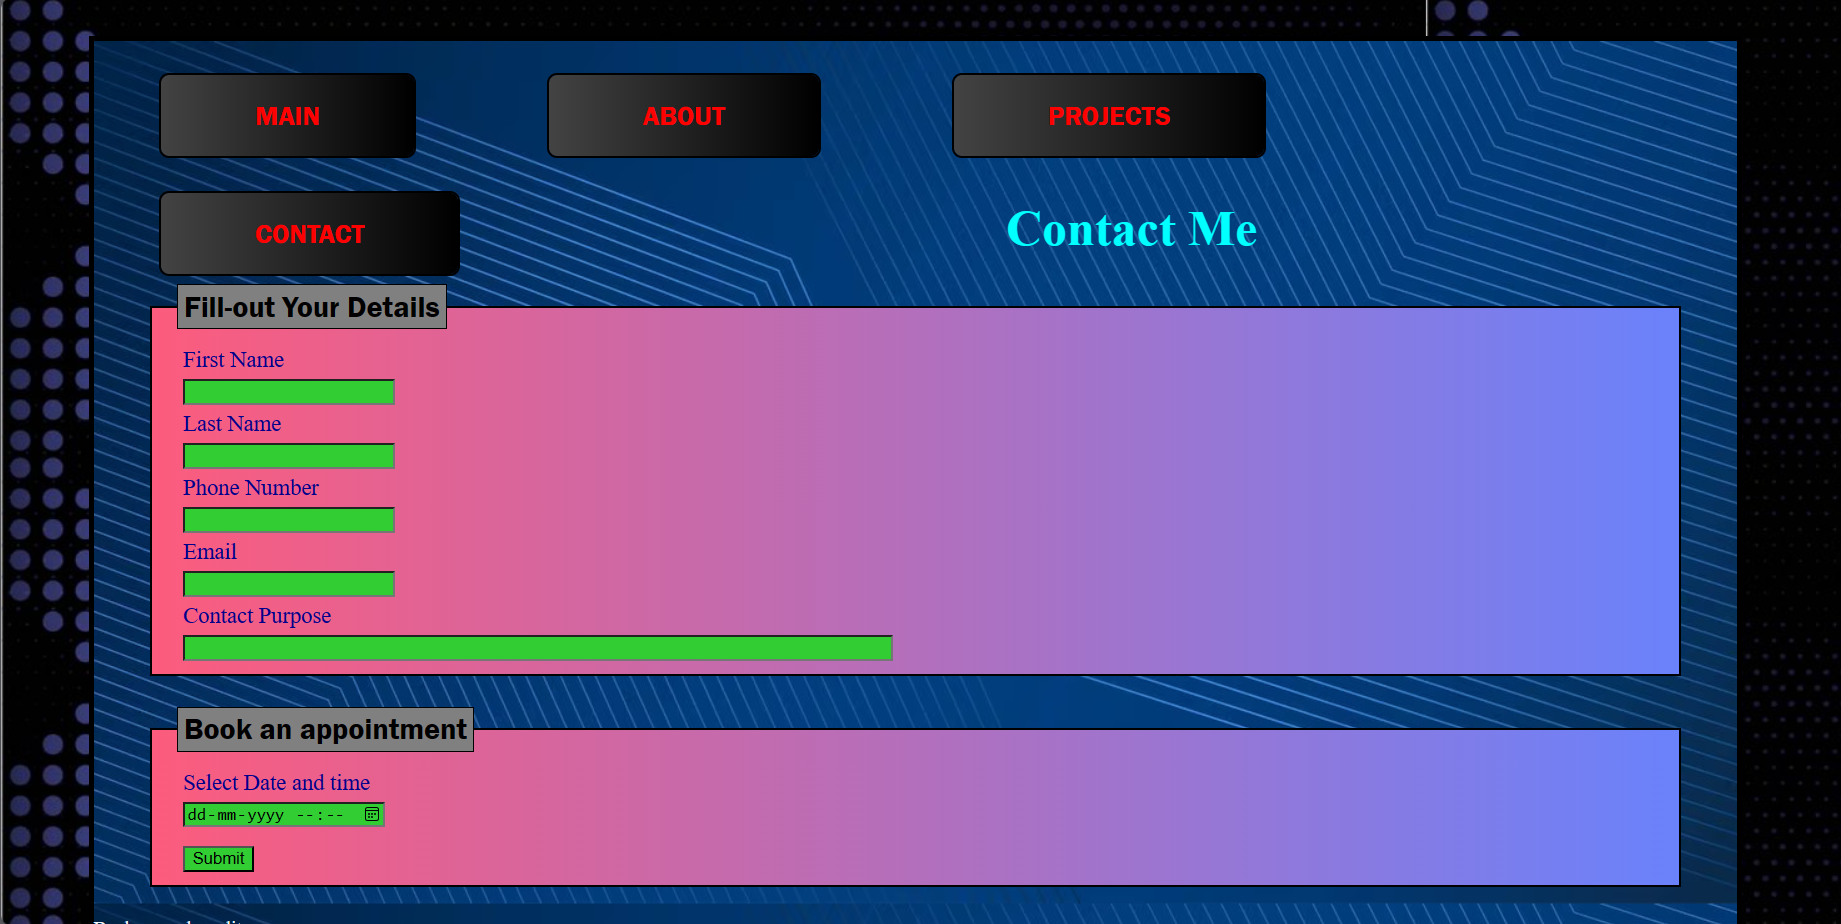 MAIN
ABOUT
PROJECTS
CONTACT
Contact Me
Fill-out Your Details
First Name
Last Name
Phone Number
Email
Contact Purpose
Book an appointment
Select Date and time
dd-mm-yyyy --:--
Submit